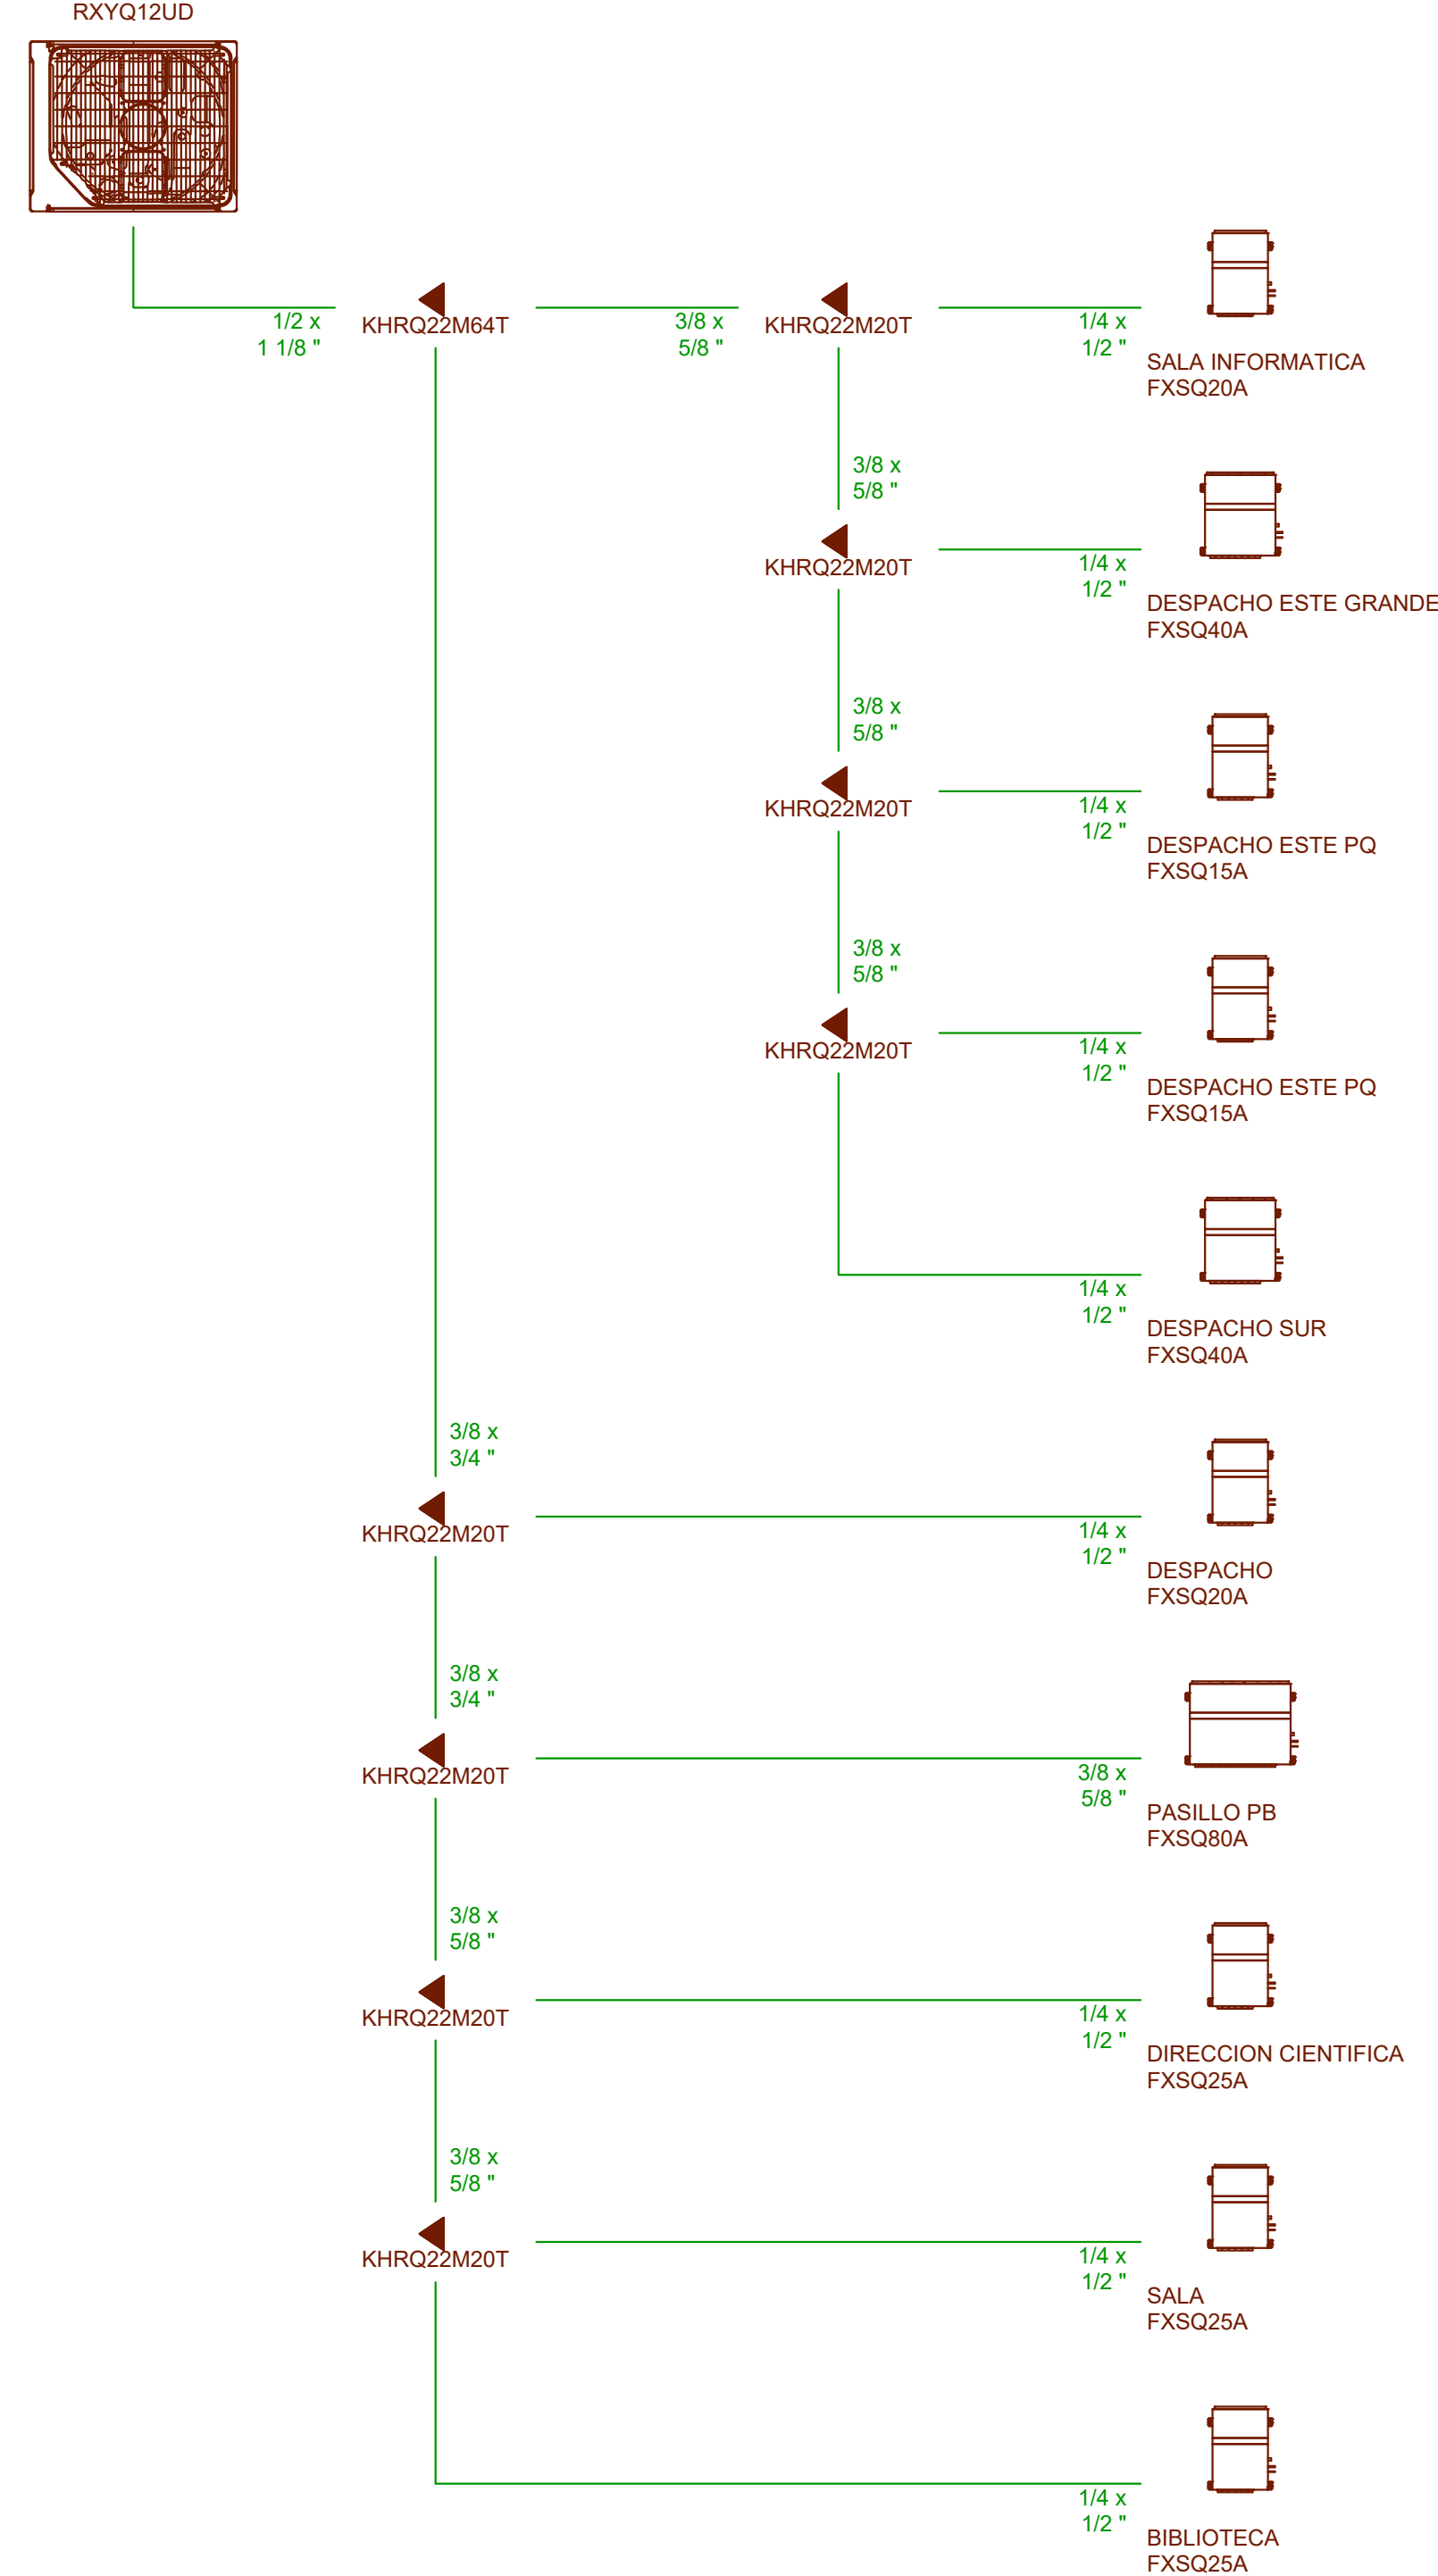 RXYQ12UD
1/2 x
1 1/8 "
KHRQ22M64T
3/8 x
5/8 "
KHRQ22M20T
1/4 x
1/2 "
SALA INFORMATICA
FXSQ20A
3/8 x
5/8 "
KHRQ22M20T
1/4 x
1/2 "
DESPACHO ESTE GRANDE
FXSQ40A
3/8 x
5/8 "
KHRQ22M20T
1/4 x
1/2 "
DESPACHO ESTE PQ
FXSQ15A
3/8 x
5/8 "
KHRQ22M20T
1/4 x
1/2 "
DESPACHO ESTE PQ
FXSQ15A
1/4 x
1/2 "
DESPACHO SUR
FXSQ40A
3/8 x
3/4 "
KHRQ22M20T
1/4 x
1/2 "
DESPACHO
FXSQ20A
3/8 x
3/4 "
KHRQ22M20T
3/8 x
5/8 "
PASILLO PB
FXSQ80A
3/8 x
5/8 "
KHRQ22M20T
1/4 x
1/2 "
DIRECCION CIENTIFICA
FXSQ25A
3/8 x
5/8 "
KHRQ22M20T
1/4 x
1/2 "
SALA
FXSQ25A
1/4 x
1/2 "
BIBLIOTECA
FXSQ25A